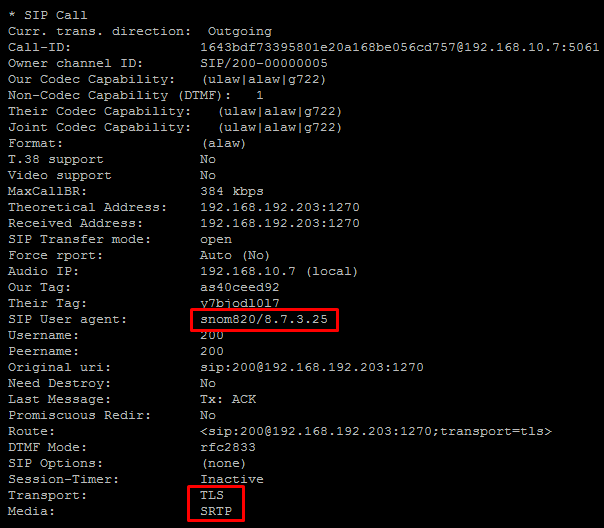 * SIP Call
Curr. trans. direction:  Outgoing
Call-ID:                1643bdf73395801e20a168be056cd757@192.168.10.7:5061
Owner channel ID:       SIP/200-00000005
Our Codec Capability:   (ulaw|alaw|g722)
Non-Codec Capability (DTMF):   1
Their Codec Capability:   (ulaw|alaw|g722)
Joint Codec Capability:   (ulaw|alaw|g722)
Format:                 (alaw)
T.38 support            No
Video support           No
MaxCallBR:              384 kbps
Theoretical Address:    192.168.192.203:1270
Received Address:       192.168.192.203:1270
SIP Transfer mode:      open
Force rport:            Auto (No)
Audio IP:               192.168.10.7 (local)
Our Tag:                as40ceed92
Their Tag:              y7bjodl0l7
SIP User agent:         snom820/8.7.3.25
Username:               200
Peername:               200
Original uri:           sip:200@192.168.192.203:1270
Need Destroy:           No
Last Message:           Tx: ACK
Promiscuous Redir:      No
Route:                  <sip:200@192.168.192.203:1270;transport=tls>
DTMF Mode:              rfc2833
SIP Options:            (none)
Session-Timer:          Inactive
Transport:              TLS
Media:                  SRTP